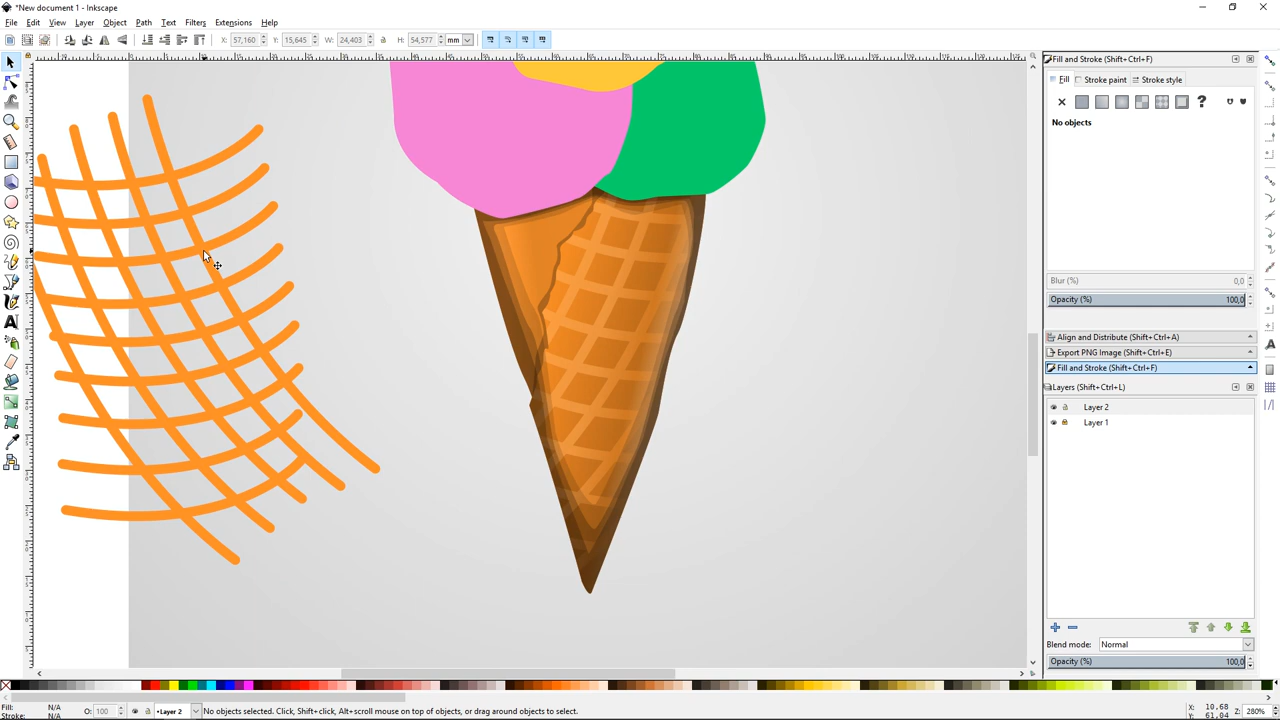 *New document 1 - Inkscape
File Edit View Layer Object Path Text Filters Extensions Help
X: 57,160 Y: 15,645 W: 24,403 H: 54,577 mm
Fill and Stroke (Shift+Ctrl+F)
Fill Stroke paint Stroke style
No objects
Blur (%) 0,0
Opacity (%) 100,0
Align and Distribute (Shift+Ctrl+A)
Export PNG Image (Shift+Ctrl+E)
Fill and Stroke (Shift+Ctrl+F)
Layers (Shift+Ctrl+L)
Layer 2
Layer 1
Blend mode: Normal
Opacity (%) 100,0
Fill: N/A
Stroke: N/A
O: 100
•Layer 2
No objects selected. Click, Shift+click, Alt+scroll mouse on top of objects, or drag around objects to select.
X: 10,68
Y: 61,04
Z: 280%